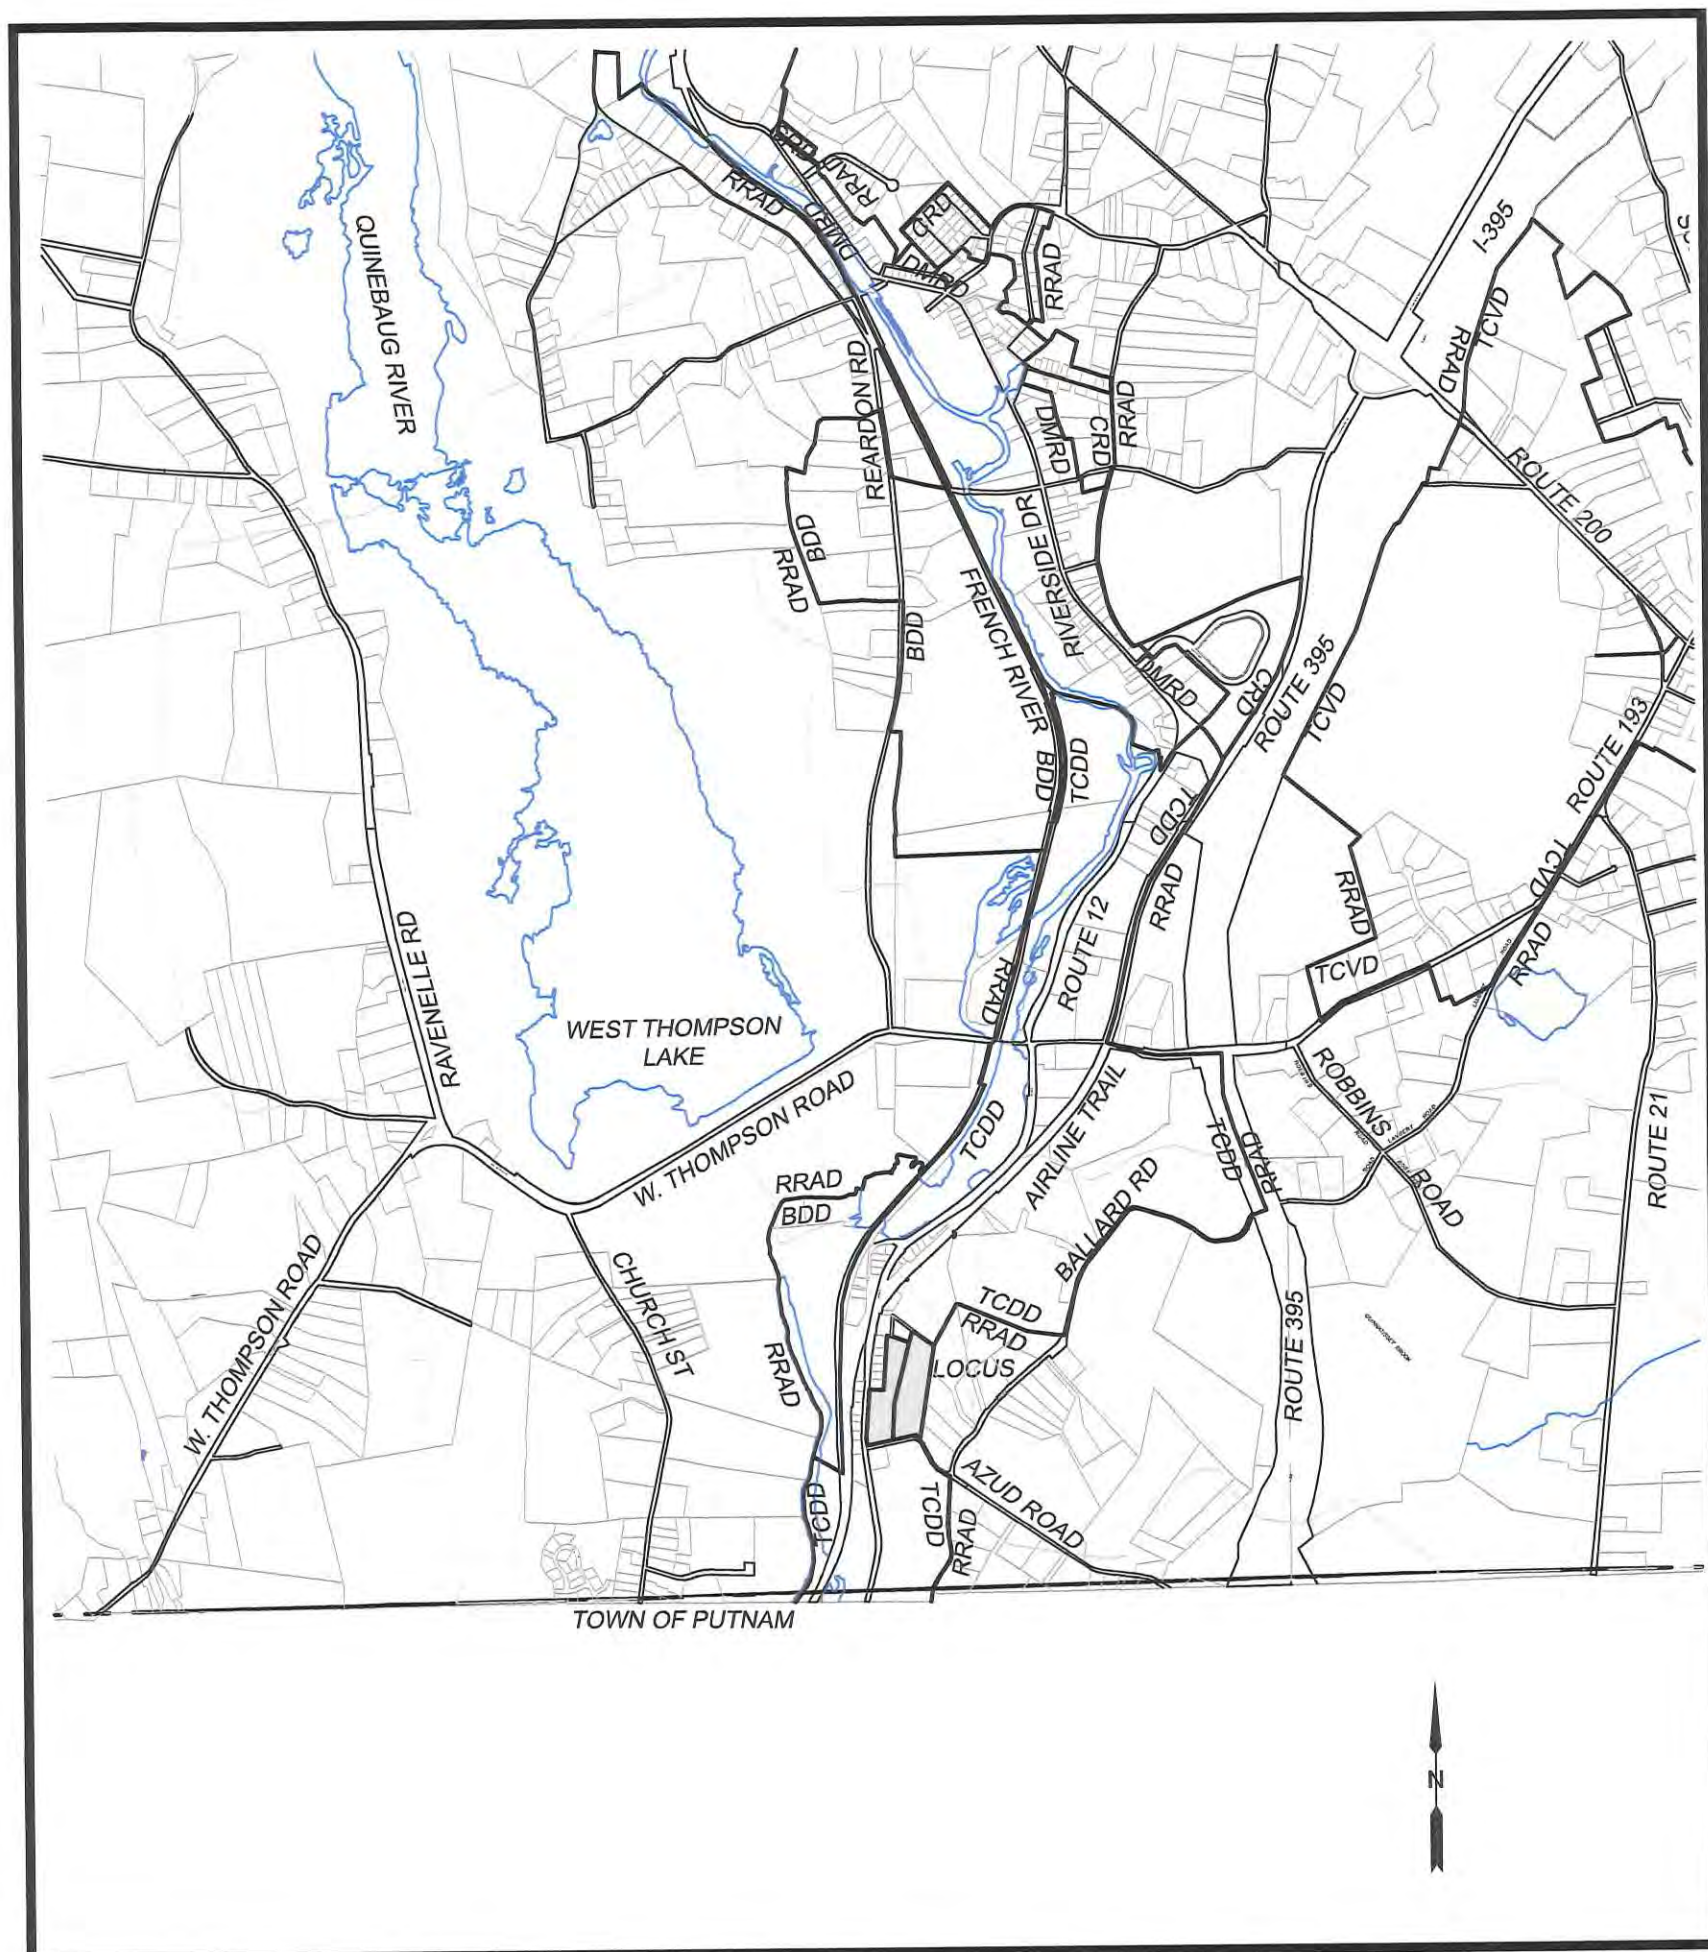 RRAD
RRAD
DMRD
CRD
DMRD
RRAD
I-395
TCVD
RRAD
QUINEBAUG RIVER
REARDON RD
RRAD
CRD
DMRD
ROUTE 200
BDD
RRAD
RIVERSIDE DR
FRENCH RIVER
BDD
DMRD
CRD
ROUTE 395
TCVD
ROUTE 193
BDD
TCDD
TCDD
RRAD
RRAD
TCVD
TCVD
RRAD
RAVENELLE RD
ROUTE 12
RRAD
WEST THOMPSON
LAKE
W. THOMPSON ROAD
TCDD
AIRLINE TRAIL
ROBBINS
ROAD
LANGERT
ROAD
ROUTE 21
RRAD
BDD
BALLARD RD
TCDD
RRAD
W. THOMPSON ROAD
CHURCH ST
RRAD
TCDD
RRAD
LOCUS
ROUTE 395
TCDD
TCDD
RRAD
AZUD ROAD
TOWN OF PUTNAM
N